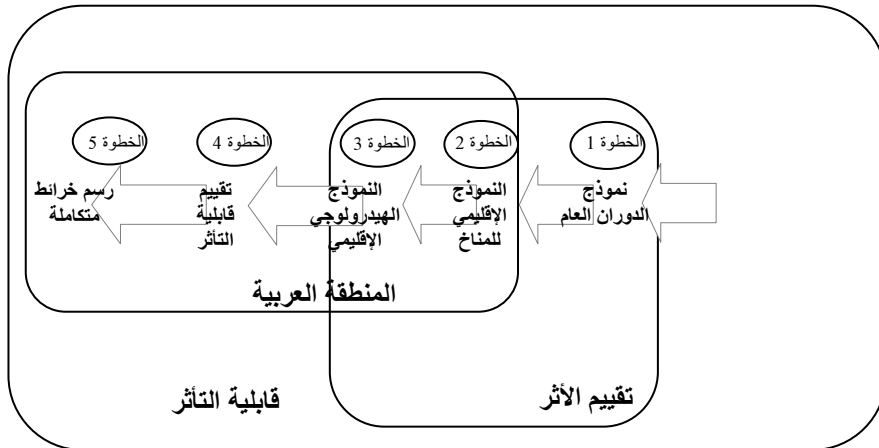 الخطوة 1
الخطوة 2
الخطوة 3
الخطوة 4
الخطوة 5
نموذج
الدوران العام
النموذج
الإقليمي
للمناخ
النموذج
الهيدرولوجي
الإقليمي
تقييم
قابلية
التأثر
رسم خرائط
متكاملة
المنطقة العربية
تقييم الأثر
قابلية التأثر